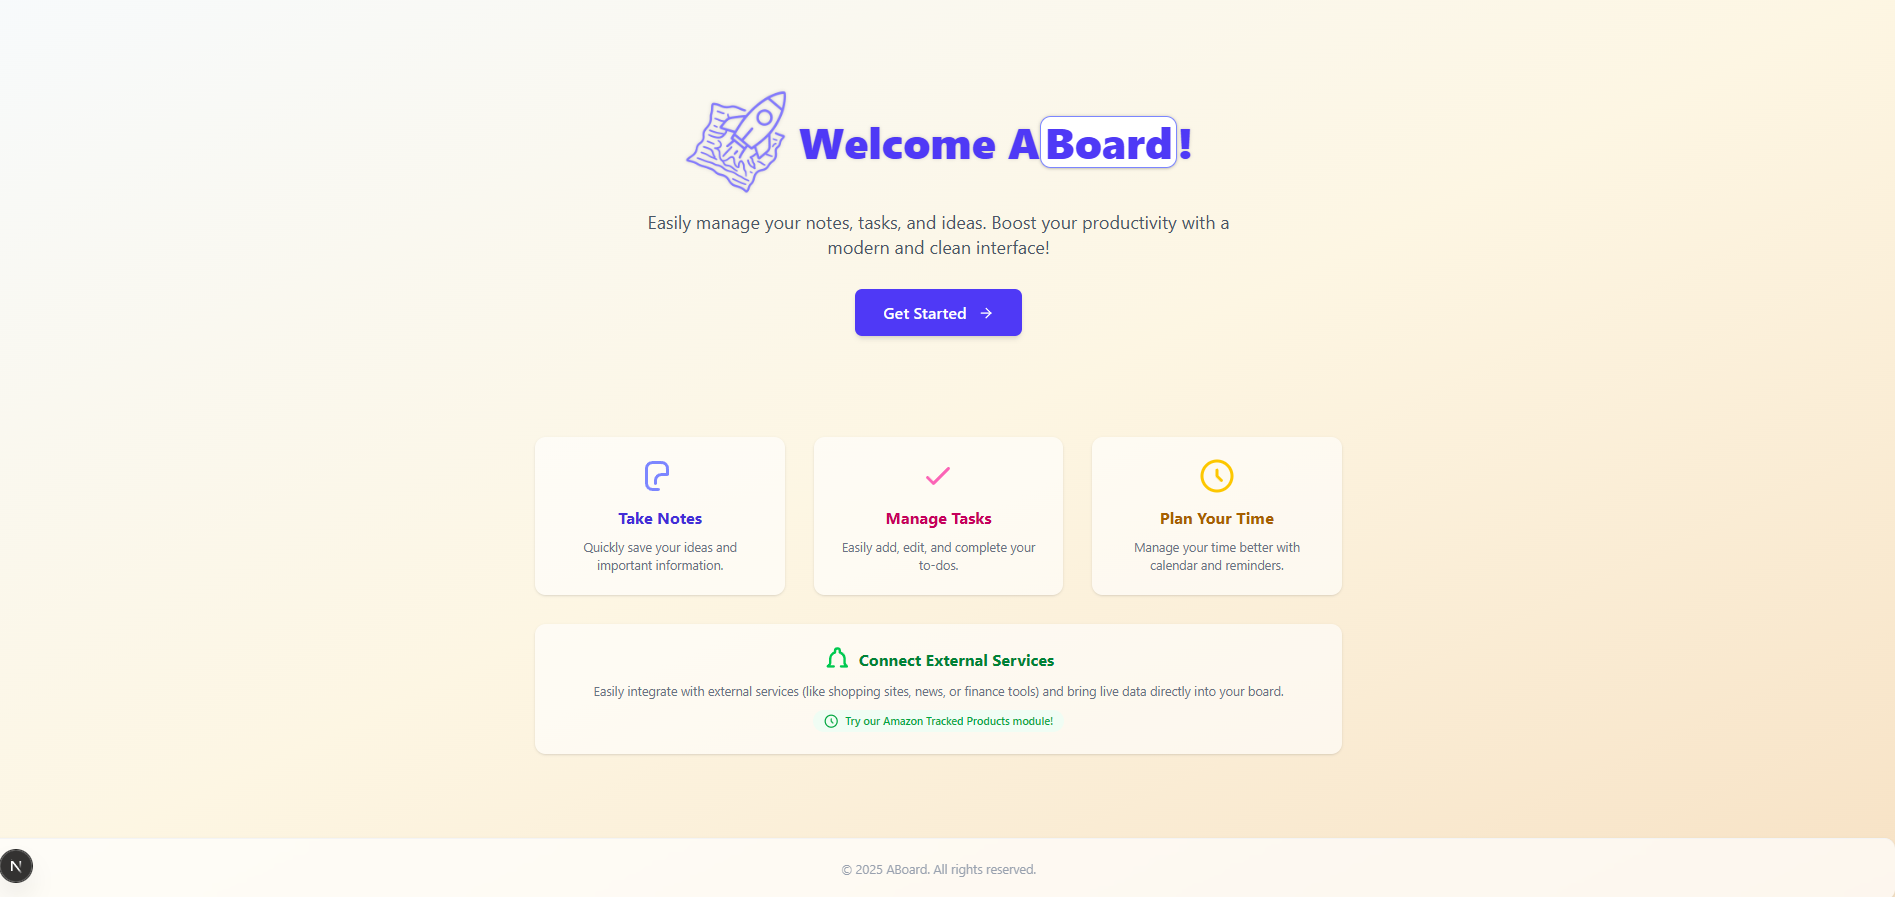 Welcome ABoard!
Easily manage your notes, tasks, and ideas. Boost your productivity with a
modern and clean interface!
Get Started
Take Notes
Quickly save your ideas and
important information.
Manage Tasks
Easily add, edit, and complete your
to-dos.
Plan Your Time
Manage your time better with
calendar and reminders.
Connect External Services
Easily integrate with external services (like shopping sites, news, or finance tools) and bring live data directly into your board.
Try our Amazon Tracked Products module!
N
© 2025 ABoard. All rights reserved.